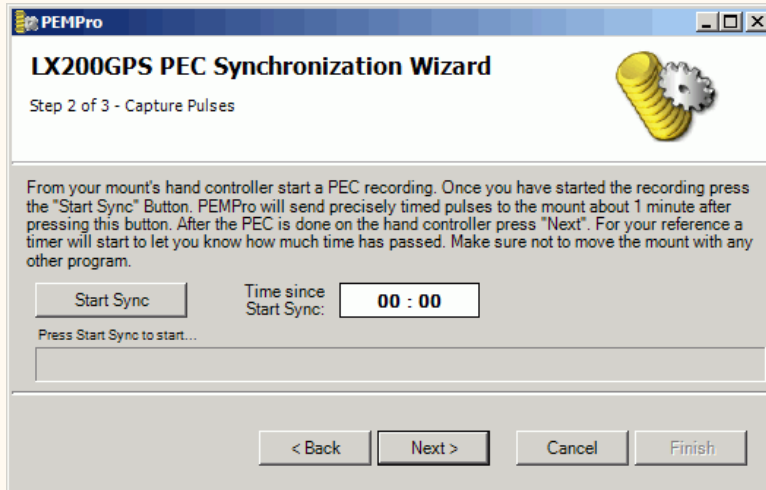 PEMPro
LX200GPS PEC Synchronization Wizard
Step 2 of 3 - Capture Pulses
From your mount's hand controller start a PEC recording. Once you have started the recording press
the "Start Sync" Button. PEMPro will send precisely timed pulses to the mount about 1 minute after
pressing this button. After the PEC is done on the hand controller press "Next". For your reference a
timer will start to let you know how much time has passed. Make sure not to move the mount with any
other program.
Start Sync
Time since
Start Sync:
00 : 00
Press Start Sync to start...
< Back
Next >
Cancel
Finish